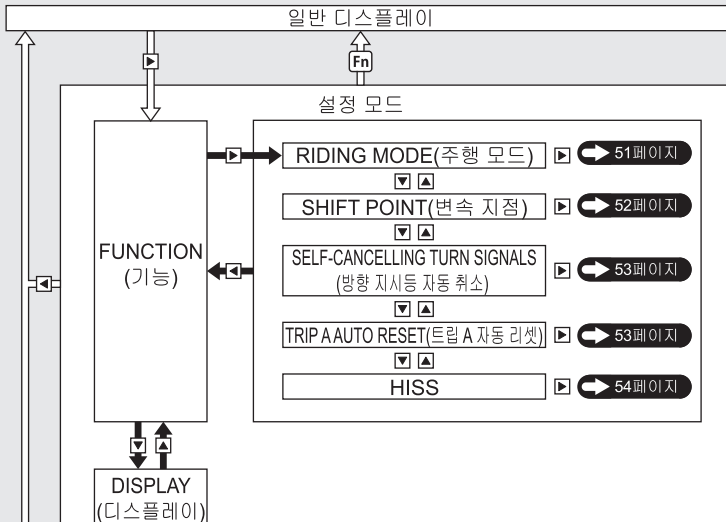 일반 디스플레이
Fn
설정 모드
FUNCTION
(기능)
RIDING MODE(주행 모드)
51페이지
SHIFT POINT(변속 지점)
52페이지
SELF-CANCELLING TURN SIGNALS
(방향 지시등 자동 취소)
53페이지
TRIP A AUTO RESET(트립 A 자동 리셋)
53페이지
HISS
54페이지
DISPLAY
(디스플레이)